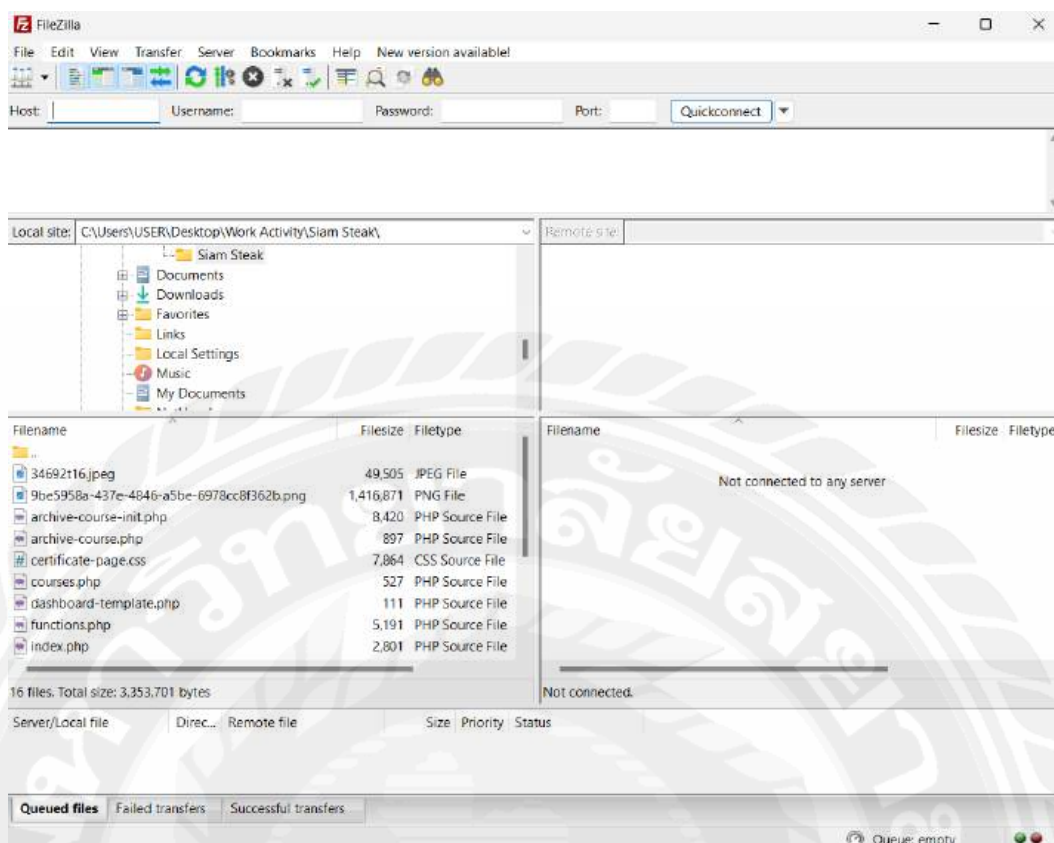 FileZilla
File Edit View Transfer Server Bookmarks Help New version available!
Host: Username: Password: Port: Quickconnect
Local site: C:\Users\USER\Desktop\Work Activity\Siam Steak\ Remote site:
Siam Steak
Documents
Downloads
Favorites
Links
Local Settings
Music
My Documents
Filename Filesize Filetype Filename Filesize Filetype
..
34692t16.jpeg 49,505 JPEG File
Not connected to any server
9be5958a-437e-4846-a5be-6978cc8f362b.png 1,416,871 PNG File
archive-course-init.php 8,420 PHP Source File
archive-course.php 897 PHP Source File
certificate-page.css 7,864 CSS Source File
courses.php 527 PHP Source File
dashboard-template.php 111 PHP Source File
functions.php 5,191 PHP Source File
index.php 2,801 PHP Source File
16 files. Total size: 3,353,701 bytes Not connected.
Server/Local file Direc... Remote file Size Priority Status
Queued files Failed transfers Successful transfers
Queue: empty